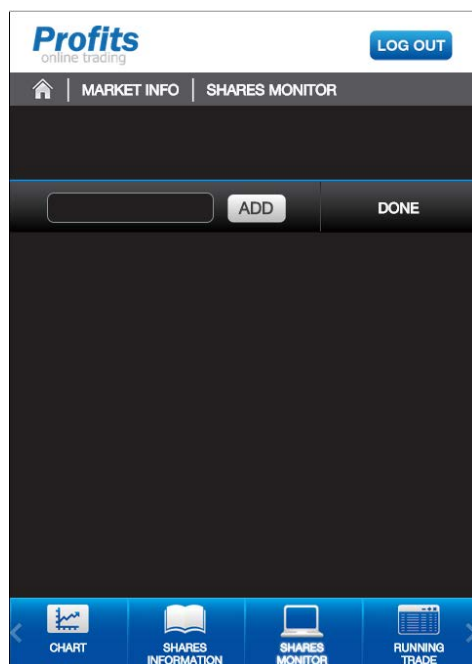 Profits
online trading
LOG OUT
MARKET INFO
SHARES MONITOR
ADD
DONE
CHART
SHARES
INFORMATION
SHARES
MONITOR
RUNNING
TRADE